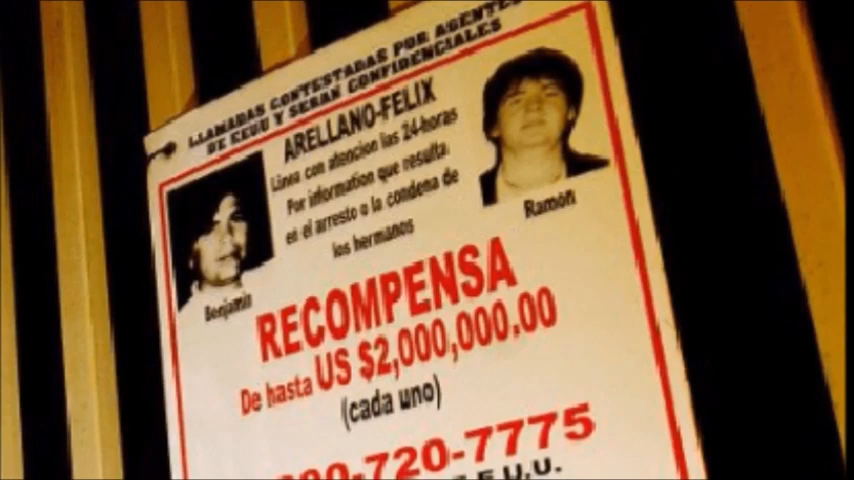 LLAMADAS CONTESTADAS POR AGENTES
DE EEUU Y SERAN CONFIDENCIALES
ARELLANO-FELIX
Línea con atencion las 24-horas
Por information que resulta
en el arresto o la condena de
los hermanos
Benjamin
Ramón
RECOMPENSA
De hasta US $2,000,000.00
(cada uno)
00-720-7775
E.U.U.